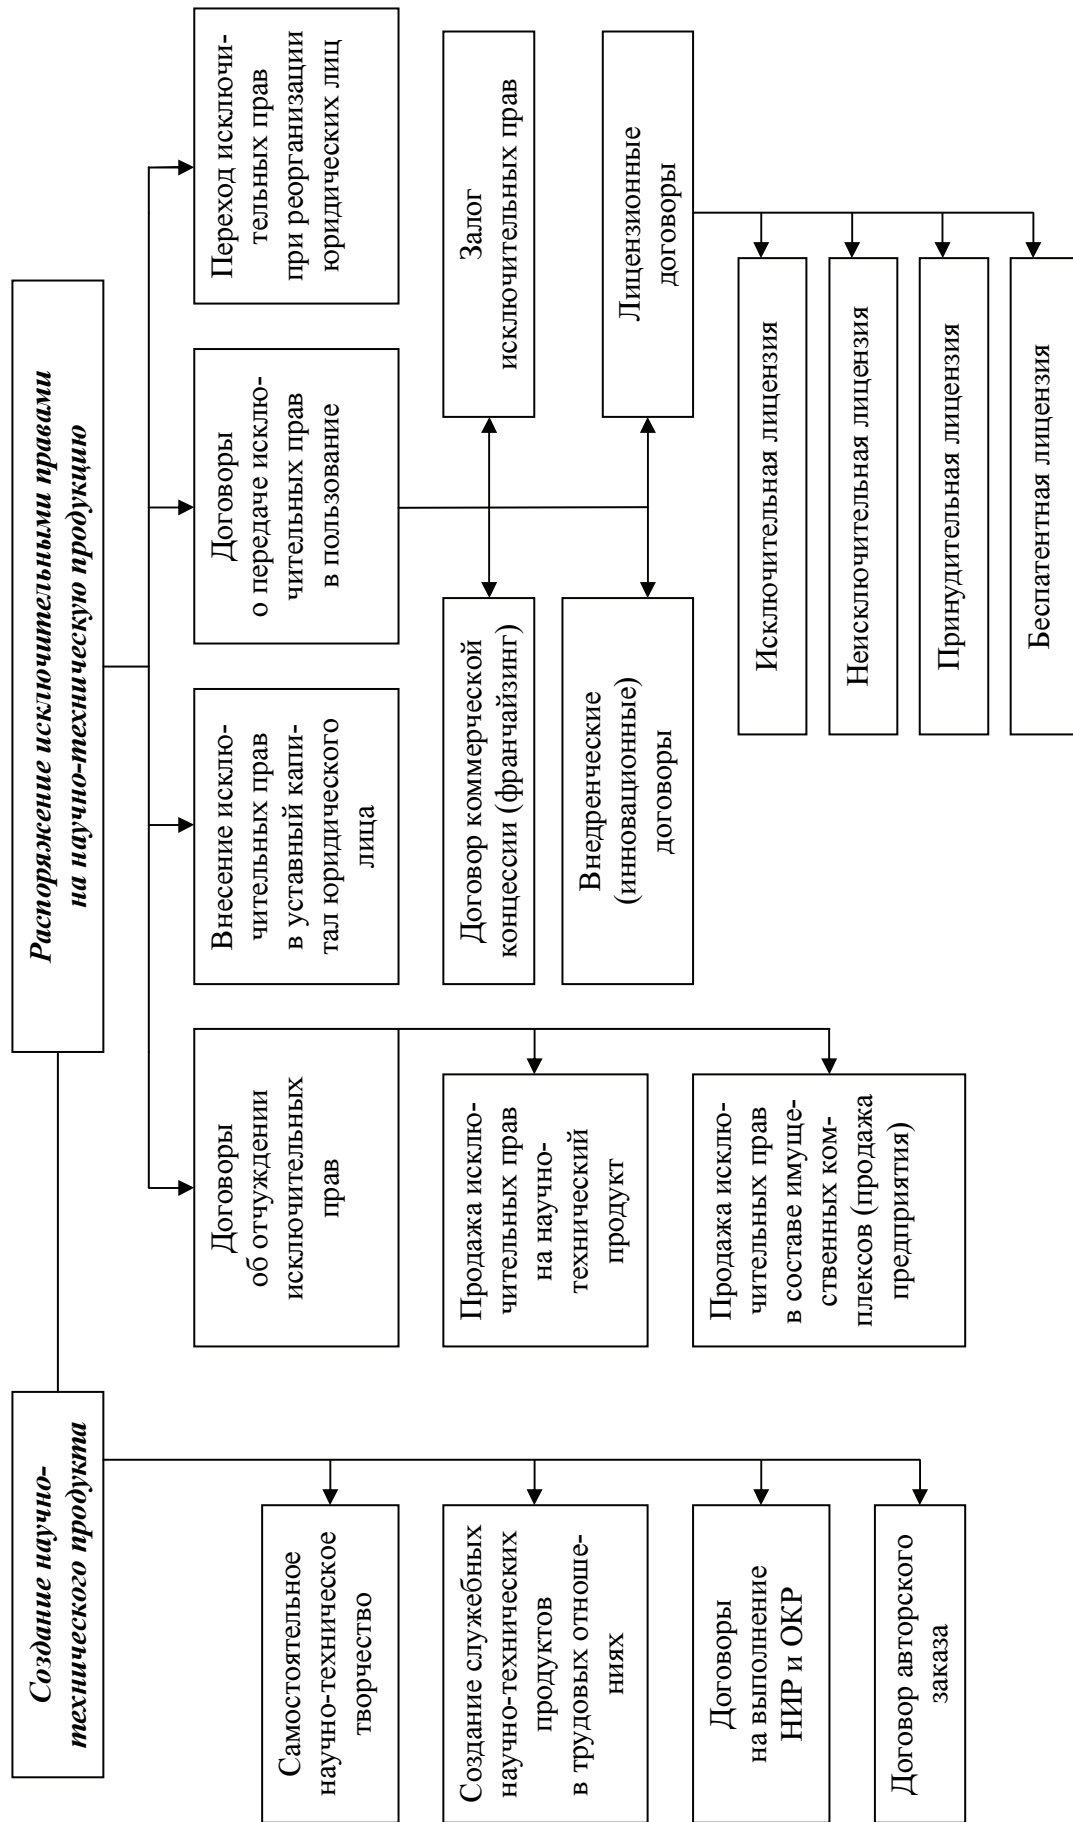 Создание научно-
технического продукта
Распоряжение исключительными правами
на научно-техническую продукцию
Самостоятельное
научно-техническое
творчество
Создание служебных
научно-технических
продуктов
в трудовых отноше-
ниях
Договоры
на выполнение
НИР и ОКР
Договор авторского
заказа
Договоры
об отчуждении
исключительных
прав
Внесение исклю-
чительных прав
в уставный капи-
тал юридического
лица
Договоры
о передаче исклю-
чительных прав
в пользование
Переход исключи-
тельных прав
при реорганизации
юридических лиц
Продажа исклю-
чительных прав
на научно-
технический
продукт
Продажа исклю-
чительных прав
в составе имуще-
ственных ком-
плексов (продажа
предприятия)
Договор коммерческой
концессии (франчайзинг)
Залог
исключительных прав
Внедренческие
(инновационные)
договоры
Лицензионные
договоры
Исключительная лицензия
Неисключительная лицензия
Принудительная лицензия
Беспатентная лицензия